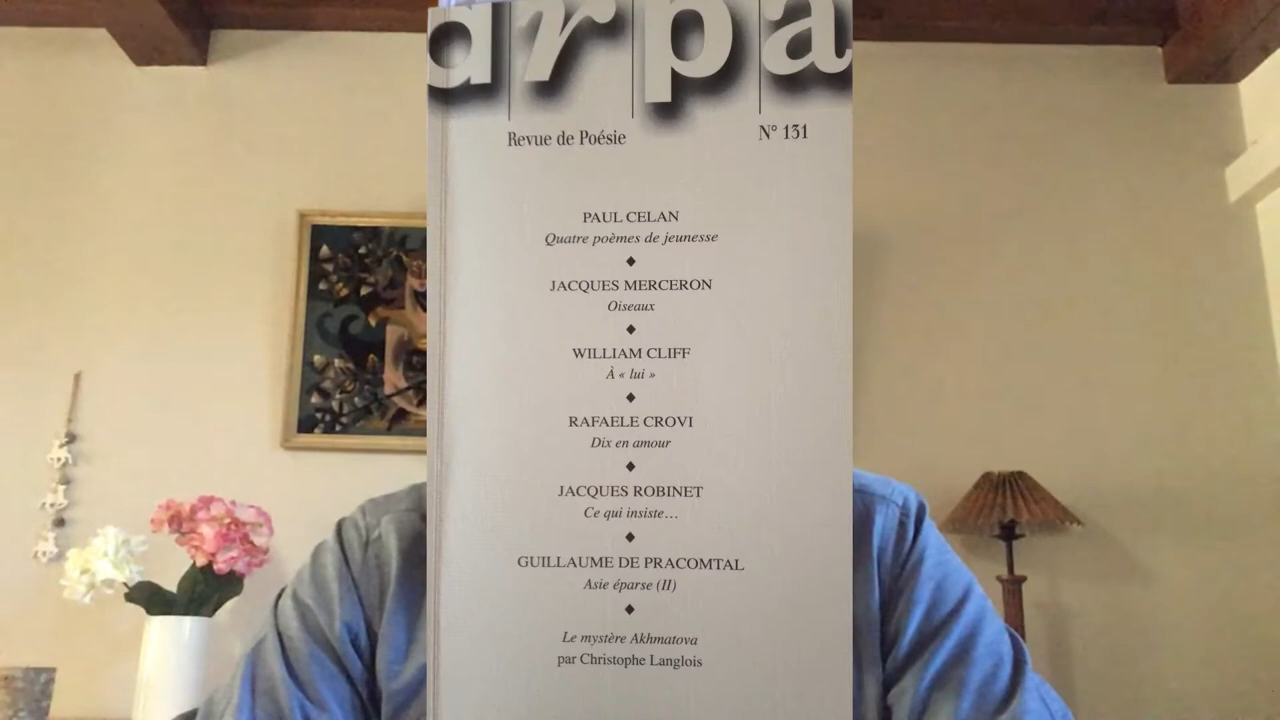 arpa
Revue de Poésie
N° 131
PAUL CELAN
Quatre poèmes de jeunesse
JACQUES MERCERON
Oiseaux
WILLIAM CLIFF
À « lui »
RAFAELE CROVI
Dix en amour
JACQUES ROBINET
Ce qui insiste…
GUILLAUME DE PRACOMTAL
Asie éparse (II)
Le mystère Akhmatova
par Christophe Langlois